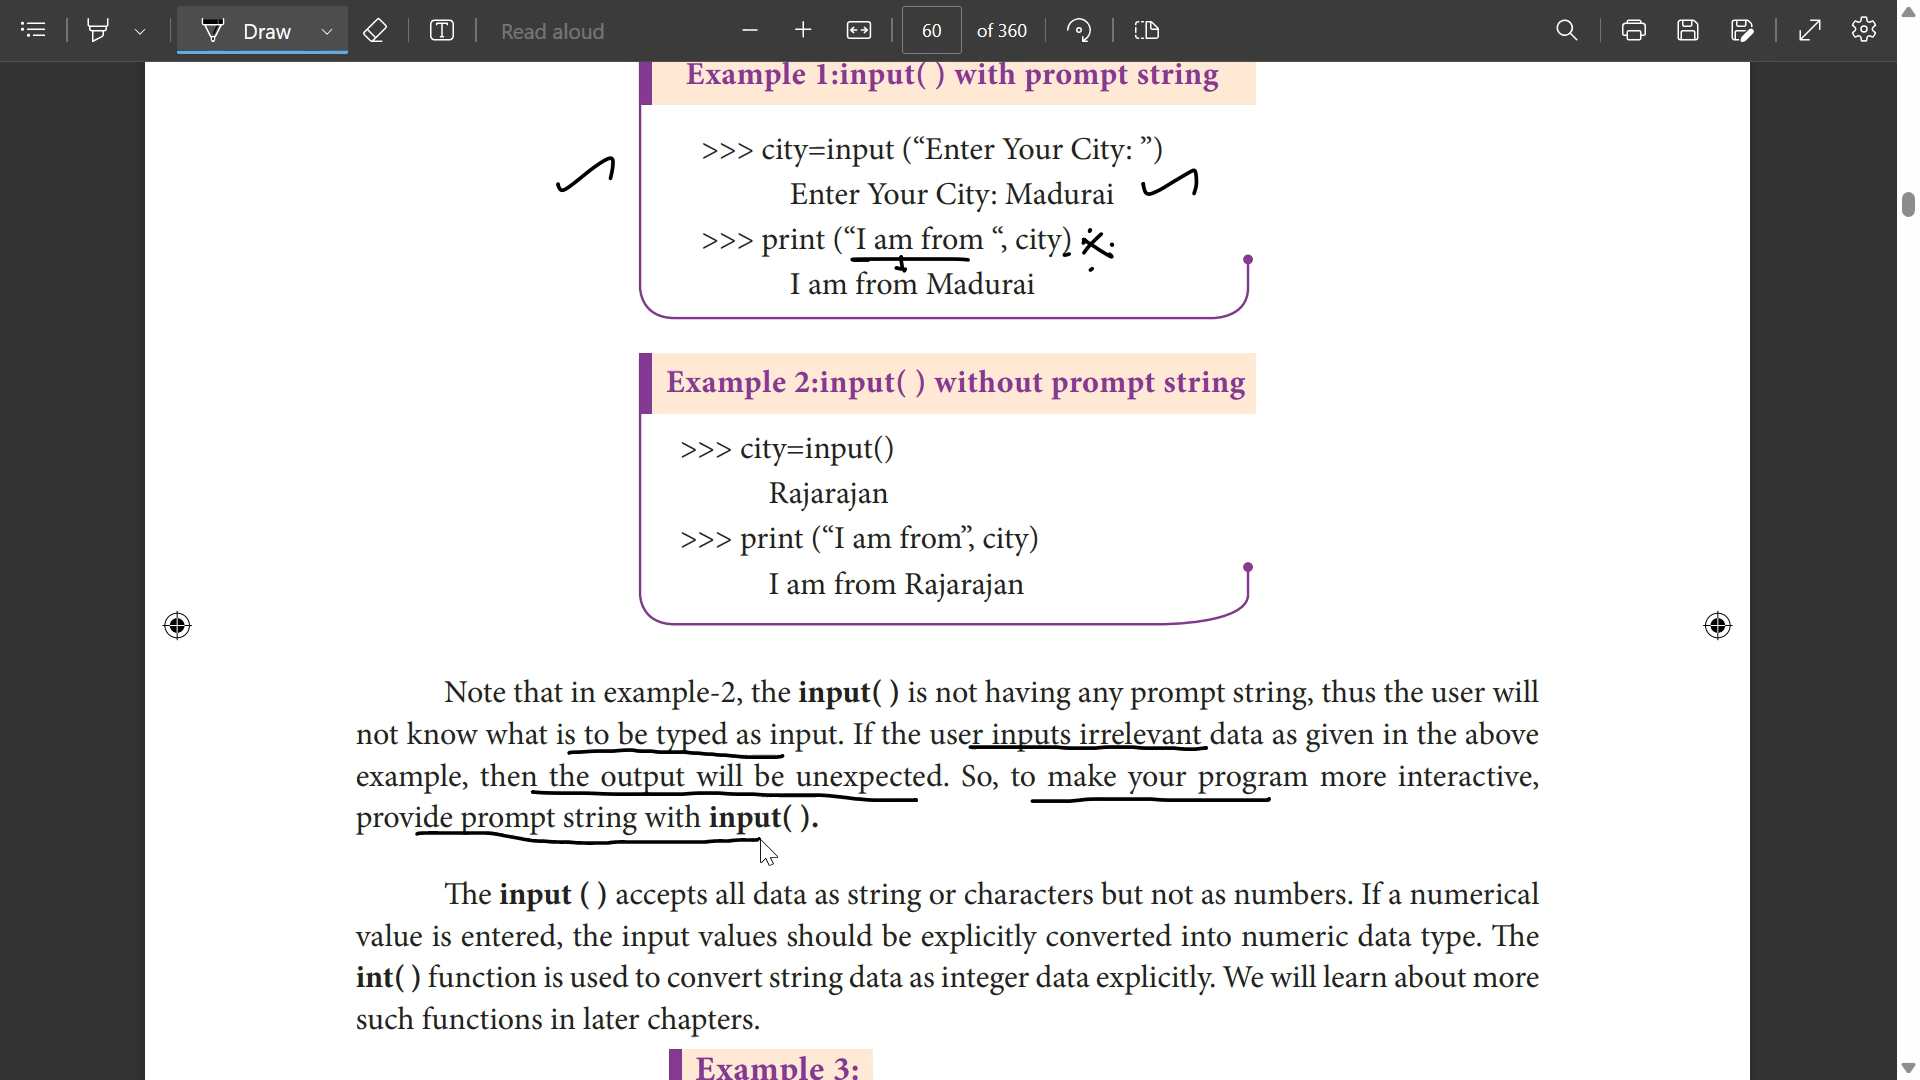 Draw
Read aloud
60 of 360
Example 1:input( ) with prompt string
>>> city=input (“Enter Your City: ”)
Enter Your City: Madurai
>>> print (“I am from “, city)
I am from Madurai
Example 2:input( ) without prompt string
>>> city=input()
Rajarajan
>>> print (“I am from”, city)
I am from Rajarajan
Note that in example-2, the input( ) is not having any prompt string, thus the user will
not know what is to be typed as input. If the user inputs irrelevant data as given in the above
example, then the output will be unexpected. So, to make your program more interactive,
provide prompt string with input( ).
The input ( ) accepts all data as string or characters but not as numbers. If a numerical
value is entered, the input values should be explicitly converted into numeric data type. The
int( ) function is used to convert string data as integer data explicitly. We will learn about more
such functions in later chapters.
Example 3: